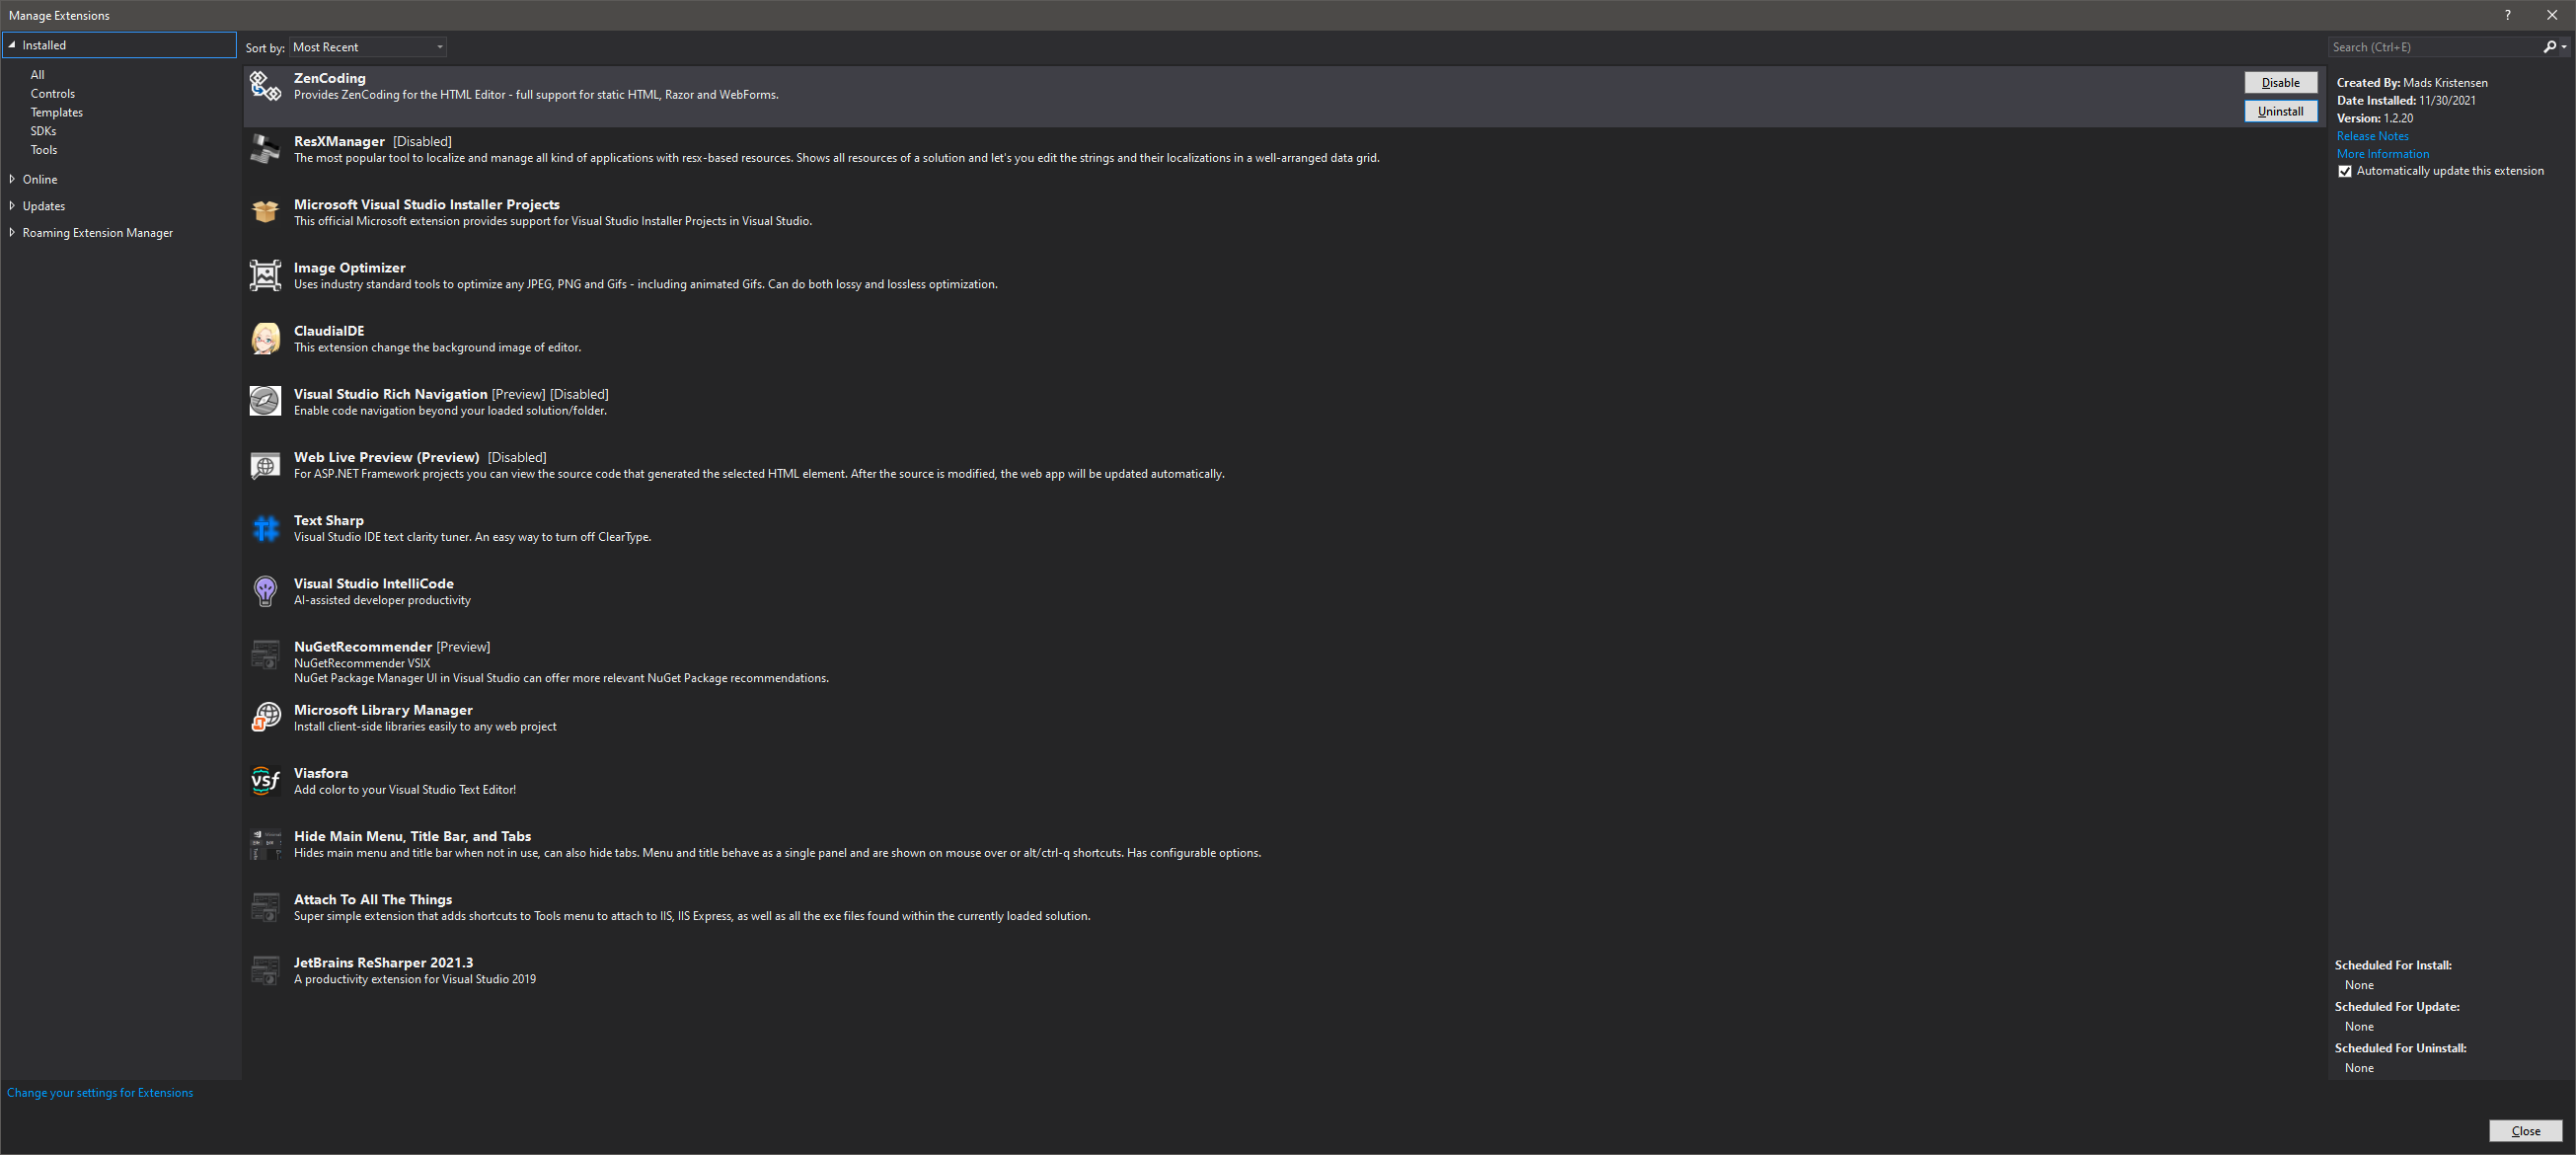 Manage Extensions
?
Installed
All
Controls
Templates
SDKs
Tools
Online
Updates
Roaming Extension Manager
Sort by: Most Recent
ZenCoding
Provides ZenCoding for the HTML Editor - full support for static HTML, Razor and WebForms.
Disable
Uninstall
ResXManager [Disabled]
The most popular tool to localize and manage all kind of applications with resx-based resources. Shows all resources of a solution and let's you edit the strings and their localizations in a well-arranged data grid.
Microsoft Visual Studio Installer Projects
This official Microsoft extension provides support for Visual Studio Installer Projects in Visual Studio.
Image Optimizer
Uses industry standard tools to optimize any JPEG, PNG and Gifs - including animated Gifs. Can do both lossy and lossless optimization.
ClaudiaIDE
This extension change the background image of editor.
Visual Studio Rich Navigation [Preview] [Disabled]
Enable code navigation beyond your loaded solution/folder.
Web Live Preview (Preview) [Disabled]
For ASP.NET Framework projects you can view the source code that generated the selected HTML element. After the source is modified, the web app will be updated automatically.
Text Sharp
Visual Studio IDE text clarity tuner. An easy way to turn off ClearType.
Visual Studio IntelliCode
AI-assisted developer productivity
NuGetRecommender [Preview]
NuGetRecommender VSIX
NuGet Package Manager UI in Visual Studio can offer more relevant NuGet Package recommendations.
Microsoft Library Manager
Install client-side libraries easily to any web project
vsf
Viasfora
Add color to your Visual Studio Text Editor!
Hide Main Menu, Title Bar, and Tabs
Hides main menu and title bar when not in use, can also hide tabs. Menu and title behave as a single panel and are shown on mouse over or alt/ctrl-q shortcuts. Has configurable options.
Attach To All The Things
Super simple extension that adds shortcuts to Tools menu to attach to IIS, IIS Express, as well as all the exe files found within the currently loaded solution.
JetBrains ReSharper 2021.3
A productivity extension for Visual Studio 2019
Search (Ctrl+E)
Created By: Mads Kristensen
Date Installed: 11/30/2021
Version: 1.2.20
Release Notes
More Information
Automatically update this extension
Scheduled For Install:
None
Scheduled For Update:
None
Scheduled For Uninstall:
None
Change your settings for Extensions
Close